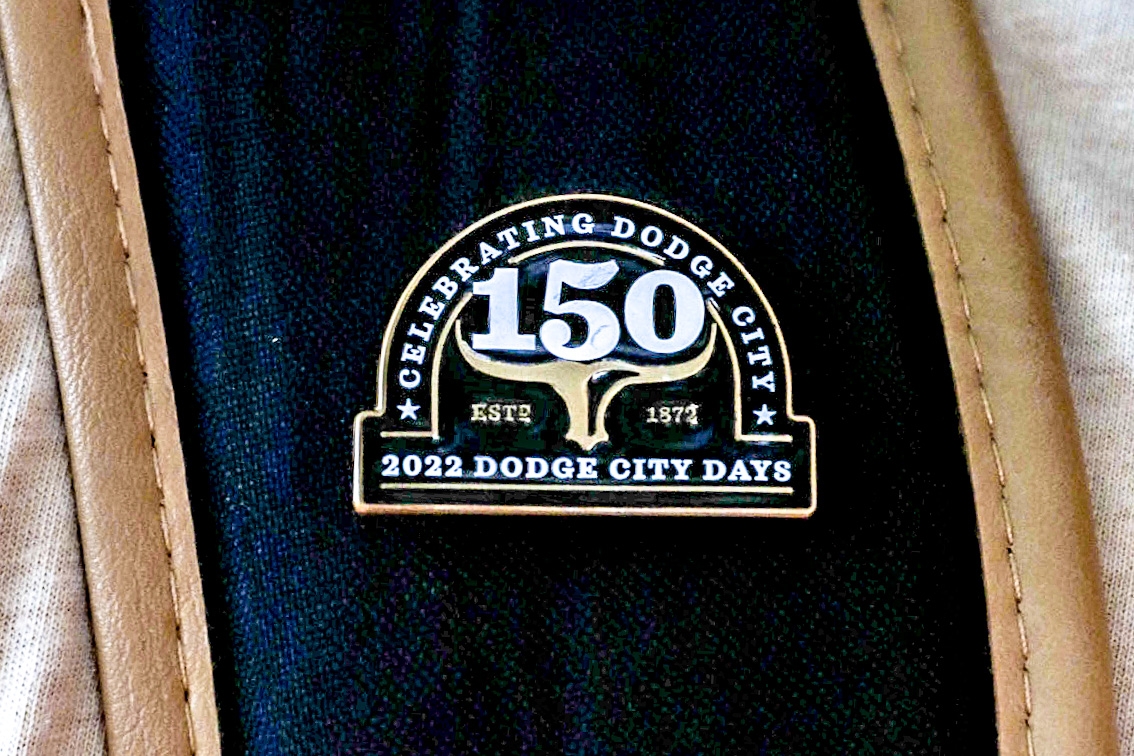 CELEBRATING DODGE CITY
150
ESTD 1872
2022 DODGE CITY DAYS